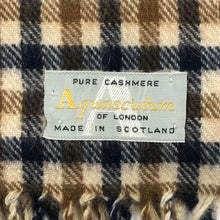 PURE CASHMERE
Aquascutum
OF LONDON
MADE IN SCOTLAND